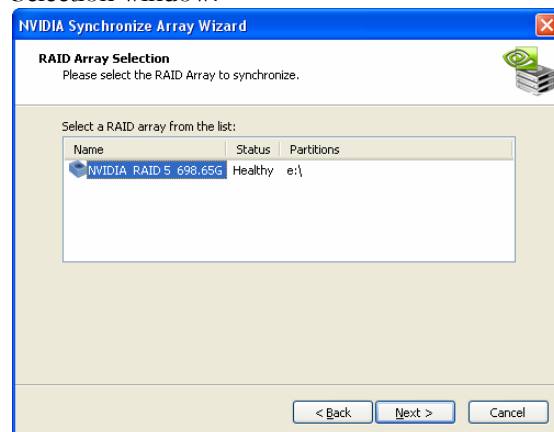 Selection window.
NVIDIA Synchronize Array Wizard
RAID Array Selection
Please select the RAID Array to synchronize.
Select a RAID array from the list:
Name Status Partitions
NVIDIA RAID 5 698.65G Healthy e:\
< Back Next > Cancel